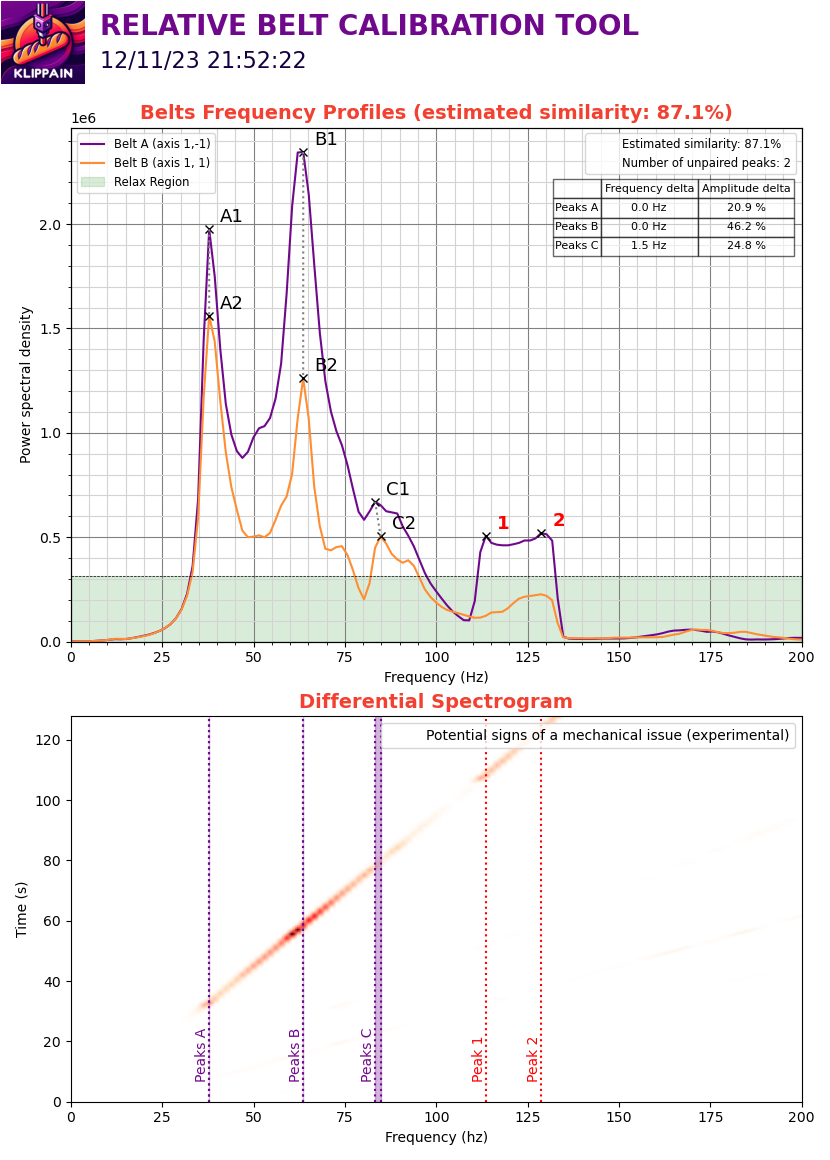 KLIPPAIN
RELATIVE BELT CALIBRATION TOOL
12/11/23 21:52:22
Belts Frequency Profiles (estimated similarity: 87.1%)
1e6
Belt A (axis 1,-1)
Belt B (axis 1, 1)
Relax Region
Estimated similarity: 87.1%
Number of unpaired peaks: 2
Frequency delta Amplitude delta
Peaks A 0.0 Hz 20.9 %
Peaks B 0.0 Hz 46.2 %
Peaks C 1.5 Hz 24.8 %
A1
A2
B1
B2
C1
C2
1
2
Power spectral density
2.0
1.5
1.0
0.5
0.0
0 25 50 75 100 125 150 175 200
Frequency (Hz)
Differential Spectrogram
Potential signs of a mechanical issue (experimental)
Time (s)
120
100
80
60
40
20
0
Peaks A
Peaks B
Peaks C
Peak 1
Peak 2
0 25 50 75 100 125 150 175 200
Frequency (hz)